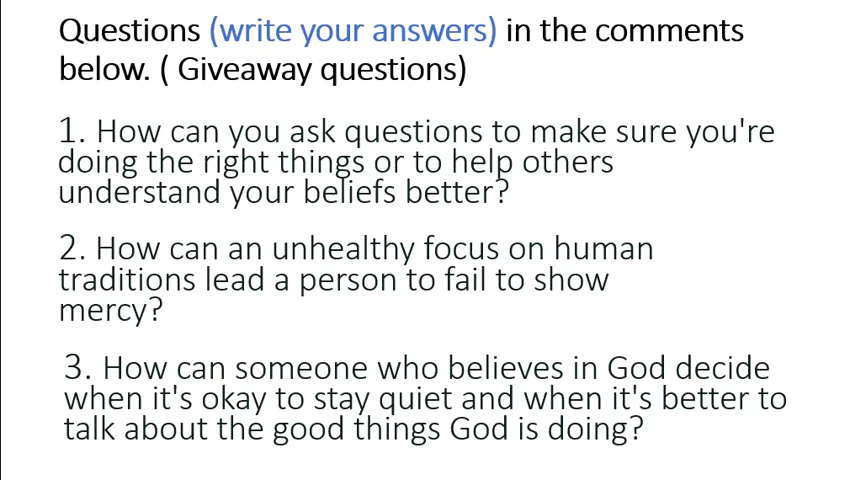 Questions (write your answers) in the comments
below. ( Giveaway questions)
1. How can you ask questions to make sure you're
doing the right things or to help others
understand your beliefs better?
2. How can an unhealthy focus on human
traditions lead a person to fail to show
mercy?
3. How can someone who believes in God decide
when it's okay to stay quiet and when it's better to
talk about the good things God is doing?